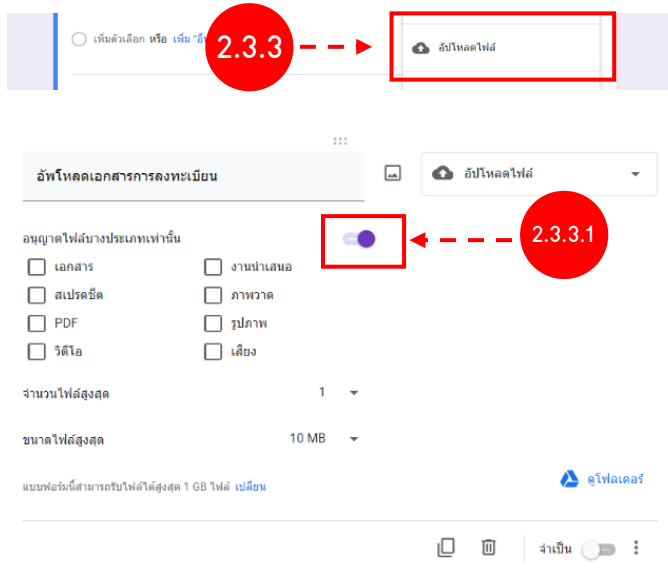 เพิ่มตัวเลือก หรือ เพิ่ม "อื่
2.3.3
อัปโหลดไฟล์
อัพโหลดเอกสารการลงทะเบียน
อัปโหลดไฟล์
อนุญาตไฟล์บางประเภทเท่านั้น
2.3.3.1
เอกสาร
งานนำเสนอ
สเปรดชีต
ภาพวาด
PDF
รูปภาพ
วิดีโอ
เสียง
จำนวนไฟล์สูงสุด 1
ขนาดไฟล์สูงสุด 10 MB
แบบฟอร์มนี้สามารถรับไฟล์ได้สูงสุด 1 GB ไฟล์ เปลี่ยน
ดูโฟลเดอร์
จำเป็น